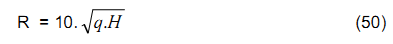 R = 10.√q.H (50)